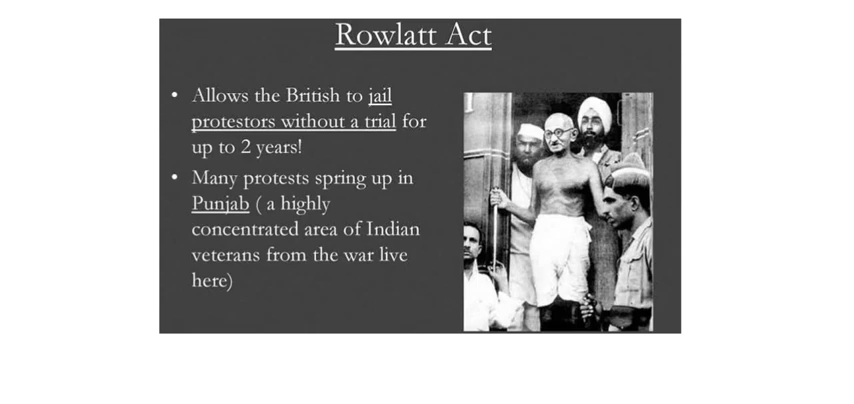 Rowlatt Act
• Allows the British to jail
protestors without a trial for
up to 2 years!
• Many protests spring up in
Punjab ( a highly
concentrated area of Indian
veterans from the war live
here)